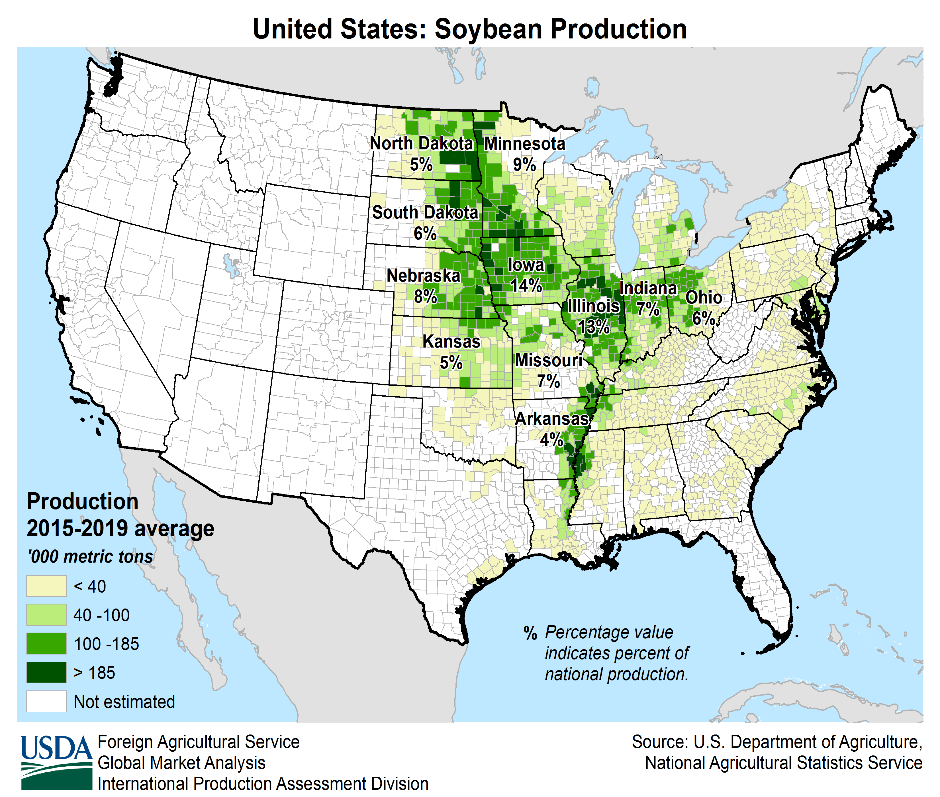 United States: Soybean Production
North Dakota
5%
Minnesota
9%
South Dakota
6%
Nebraska
8%
Iowa
14%
Illinois
13%
Indiana
7%
Ohio
6%
Kansas
5%
Missouri
7%
Arkansas
4%
Production
2015-2019 average
'000 metric tons
< 40
40 -100
100 -185
> 185
Not estimated
% Percentage value
indicates percent of
national production.
USDA
Foreign Agricultural Service
Global Market Analysis
International Production Assessment Division
Source: U.S. Department of Agriculture,
National Agricultural Statistics Service